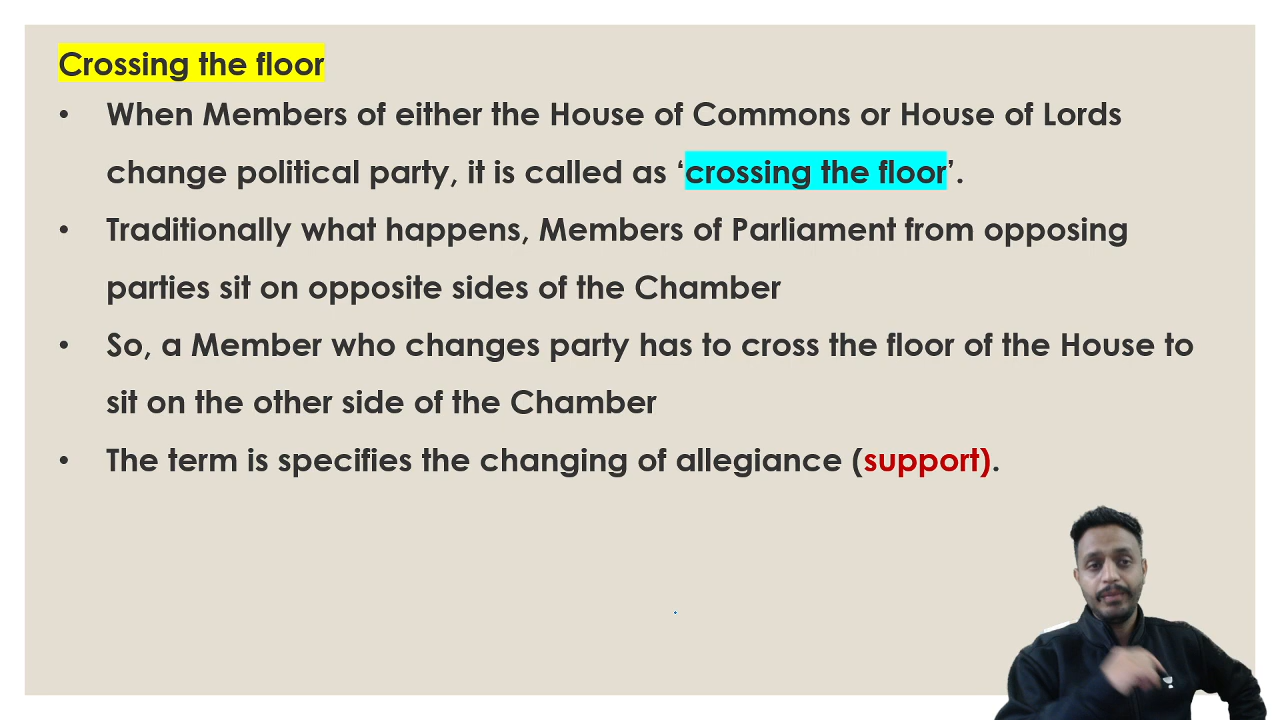 Crossing the floor
• When Members of either the House of Commons or House of Lords
change political party, it is called as ‘crossing the floor’.
• Traditionally what happens, Members of Parliament from opposing
parties sit on opposite sides of the Chamber
• So, a Member who changes party has to cross the floor of the House to
sit on the other side of the Chamber
• The term is specifies the changing of allegiance (support).